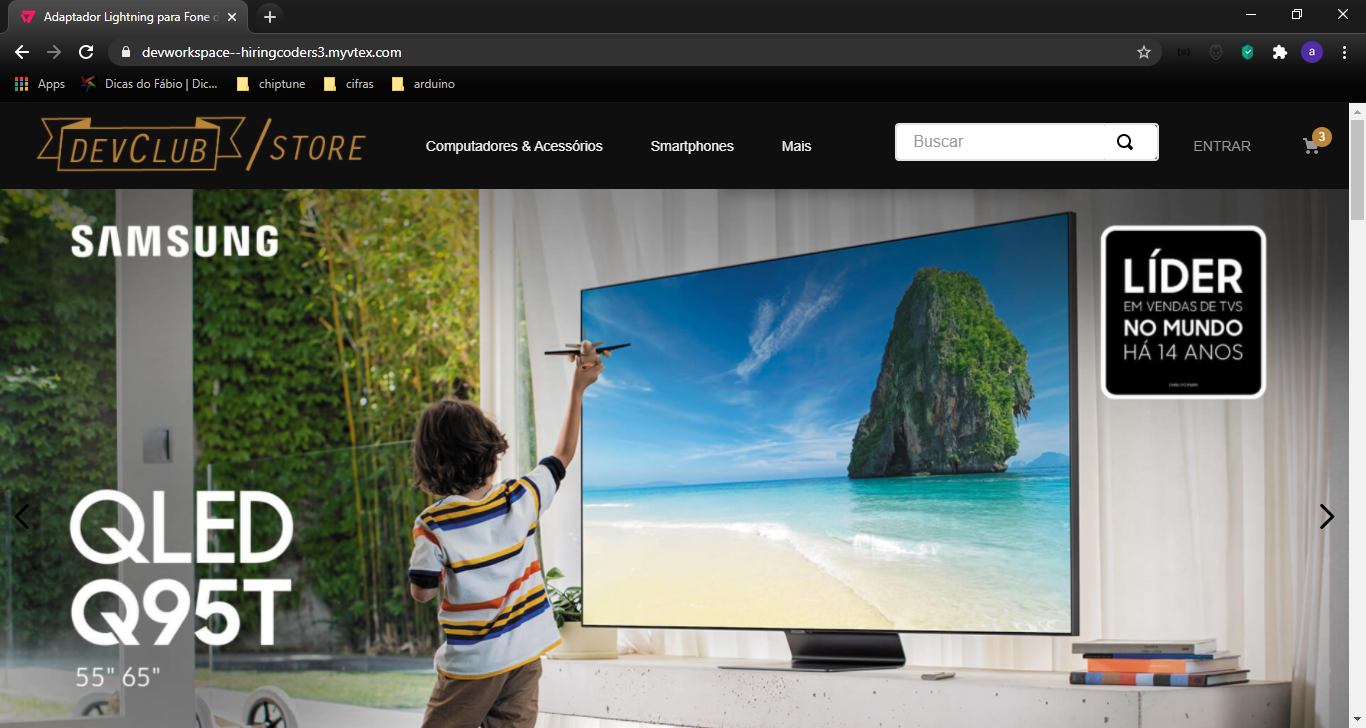 Adaptador Lightning para Fone d
devworkspace--hiringcoders3.myvtex.com
a
Apps
Dicas do Fábio | Dic...
chiptune
cifras
arduino
DEVCLUB/STORE
Computadores & Acessórios
Smartphones
Mais
Buscar
ENTRAR
3
SAMSUNG
LÍDER
EM VENDAS DE TVS
NO MUNDO
HÁ 14 ANOS
QLED
Q95T
55" 65"